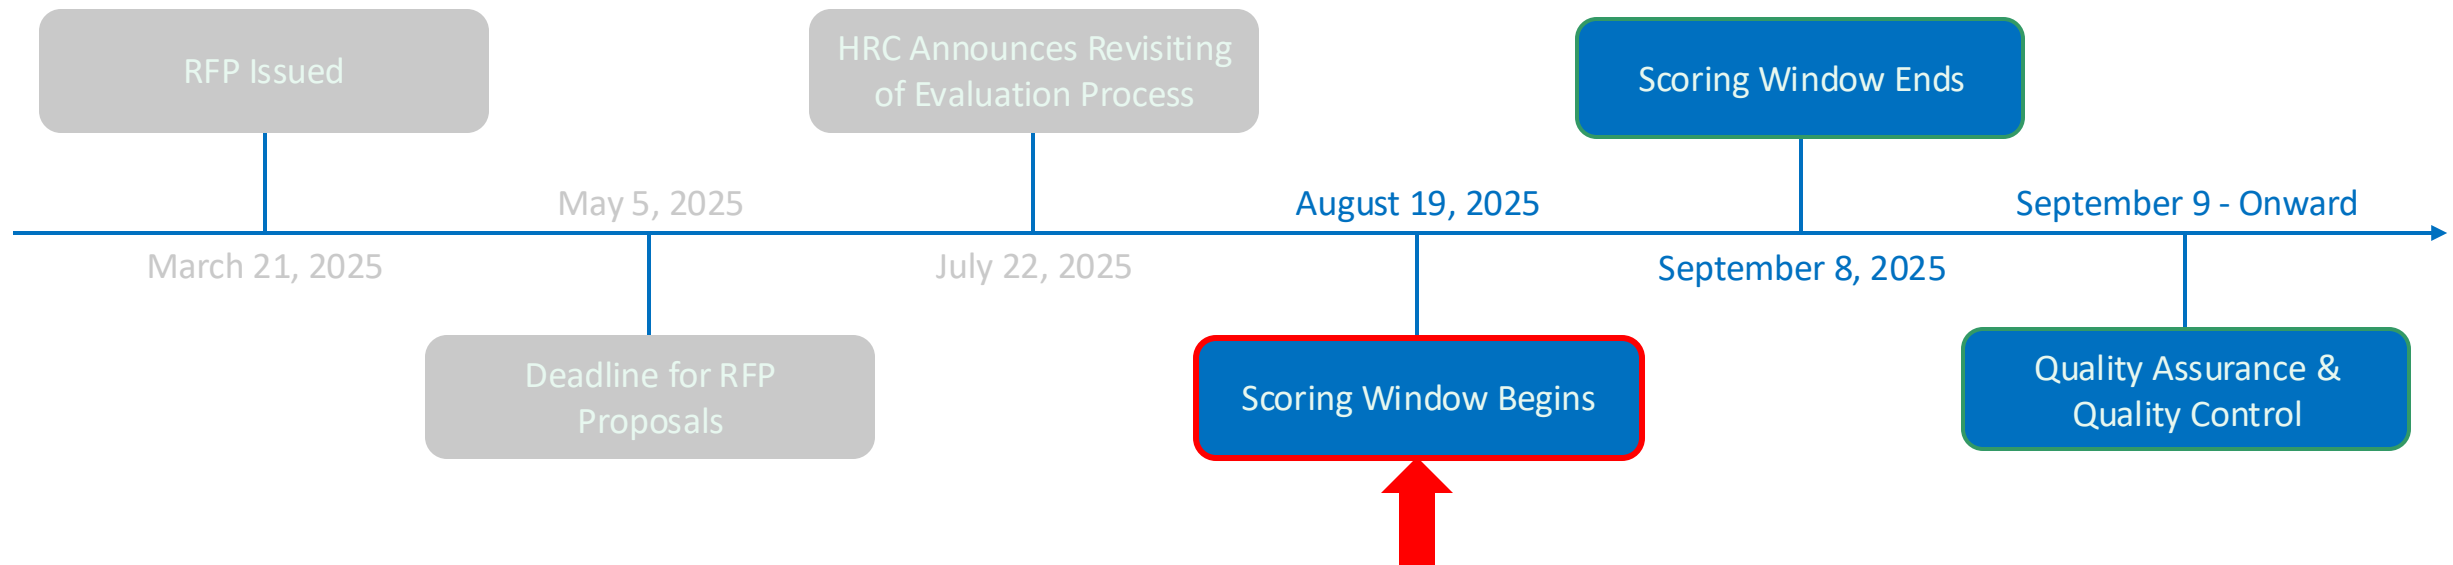 RFP Issued
March 21, 2025
May 5, 2025
Deadline for RFP
Proposals
HRC Announces Revisiting
of Evaluation Process
July 22, 2025
August 19, 2025
Scoring Window Begins
Scoring Window Ends
September 8, 2025
September 9 - Onward
Quality Assurance &
Quality Control